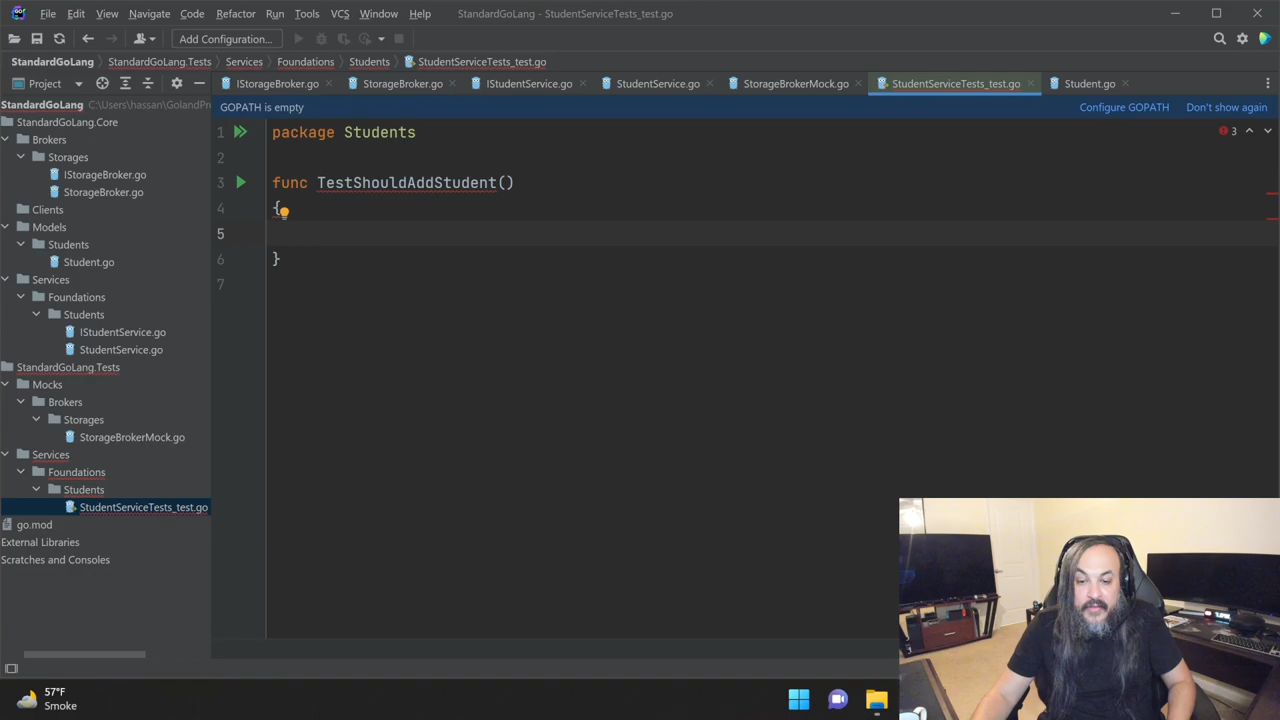 File Edit View Navigate Code Refactor Run Tools VCS Window Help StandardGoLang - StudentServiceTests_test.go
Add Configuration...
StandardGoLang StandardGoLang.Tests Services Foundations Students StudentServiceTests_test.go
Project IStorageBroker.go StorageBroker.go IStudentService.go StudentService.go StorageBrokerMock.go StudentServiceTests_test.go Student.go
GOPATH is empty Configure GOPATH Don't show again
StandardGoLang C:\Users\hassan\GolandPr
StandardGoLang.Core
Brokers
Storages
IStorageBroker.go
StorageBroker.go
Clients
Models
Students
Student.go
Services
Foundations
Students
IStudentService.go
StudentService.go
StandardGoLang.Tests
Mocks
Brokers
Storages
StorageBrokerMock.go
Services
Foundations
Students
StudentServiceTests_test.go
go.mod
External Libraries
Scratches and Consoles
1 package Students
2
3 func TestShouldAddStudent()
4 {
5
6 }
7
3
57°F
Smoke